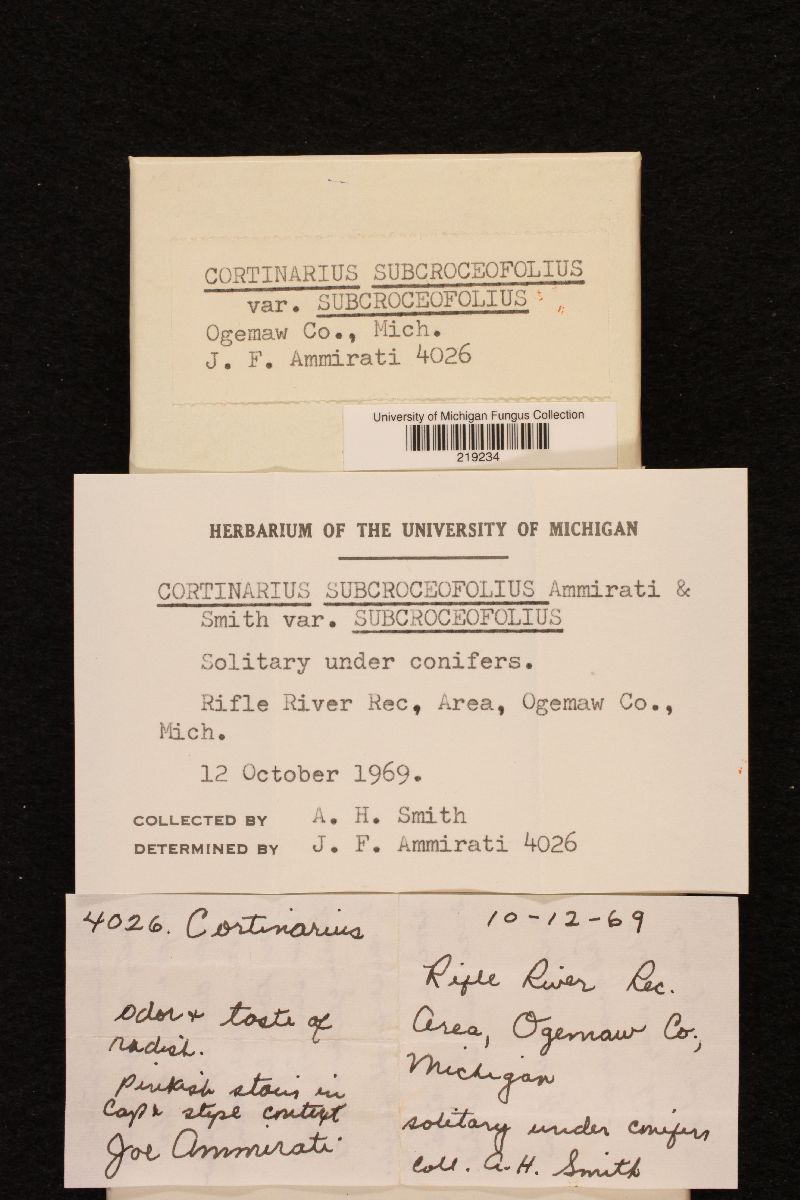 CORTINARIUS SUBCROCEOFOLIUS
var. SUBCROCEOFOLIUS
Ogemaw Co., Mich.
J. F. Ammirati 4026
University of Michigan Fungus Collection
219234
HERBARIUM OF THE UNIVERSITY OF MICHIGAN
CORTINARIUS SUBCROCEOFOLIUS Ammirati &
Smith var. SUBCROCEOFOLIUS
Solitary under conifers.
Rifle River Rec, Area, Ogemaw Co.,
Mich.
12 October 1969.
COLLECTED BY A. H. Smith
DETERMINED BY J. F. Ammirati 4026
4026. Cortinarius
odor + taste of
radish.
pinkish stain in
cap & stipe context
Joe Ammirati
10-12-69
Rifle River Rec.
Area, Ogemaw Co.,
Michigan
solitary under conifers
coll. A.H. Smith